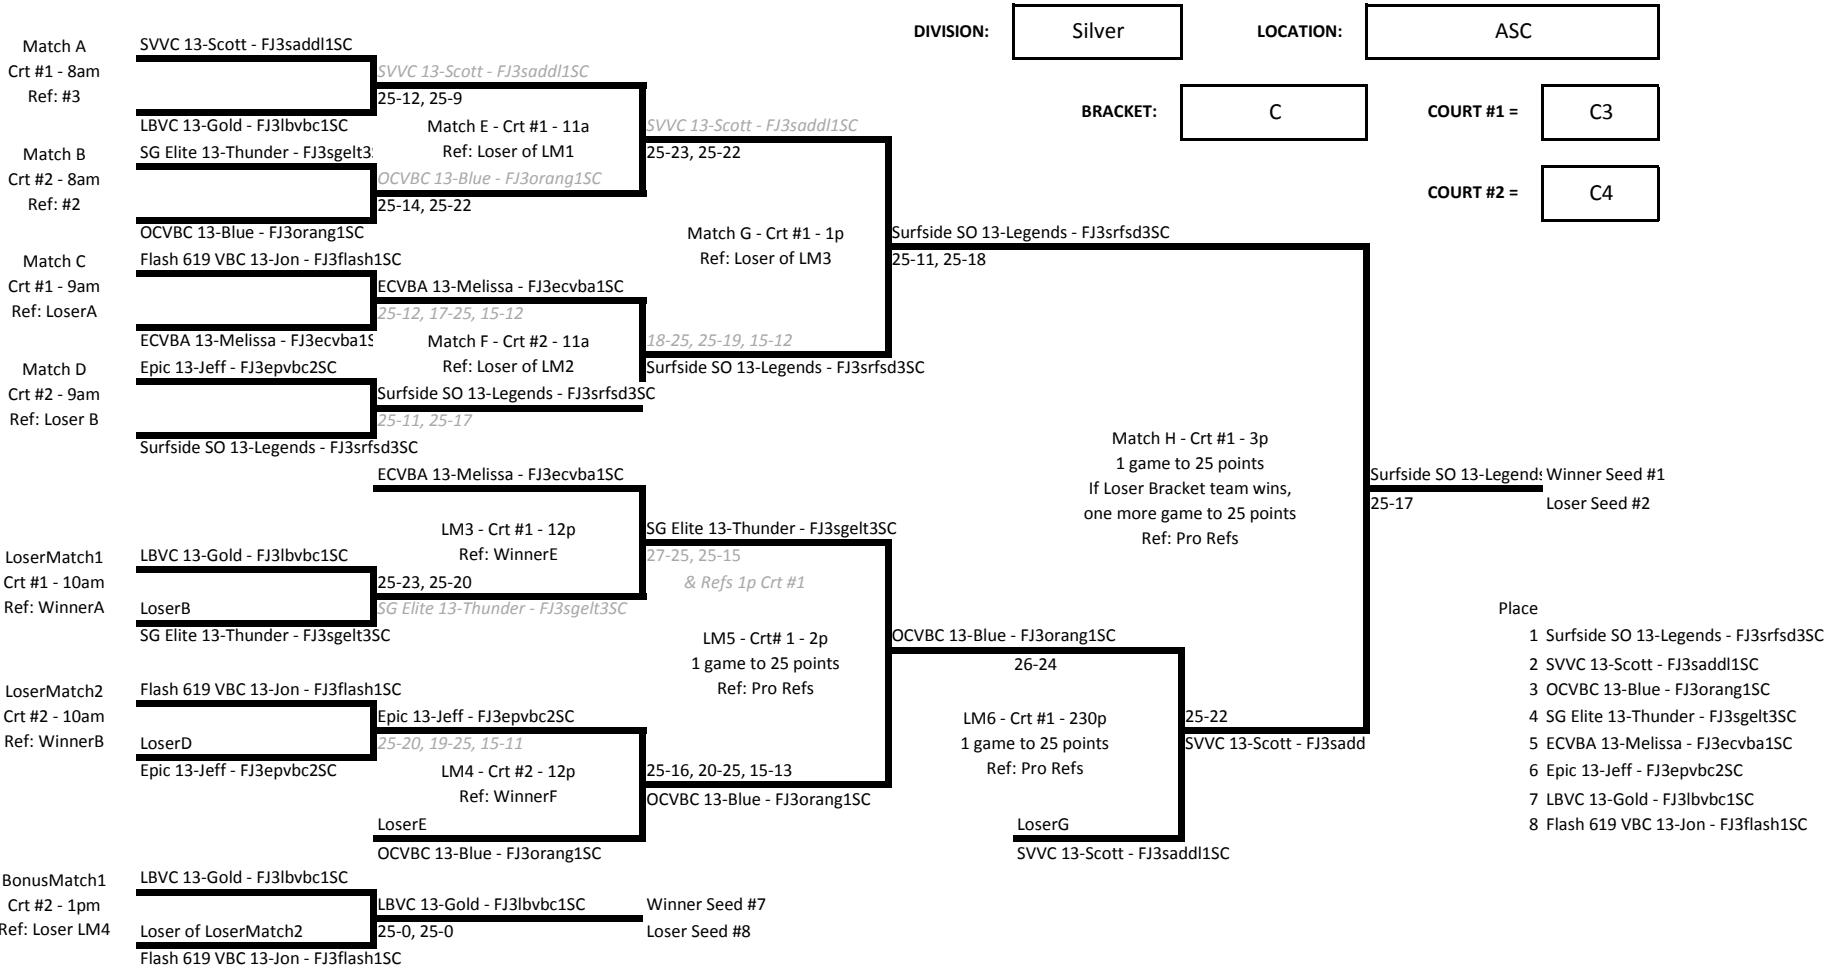 DIVISION:
Silver
LOCATION:
ASC
BRACKET:
C
COURT #1 =
C3
COURT #2 =
C4
Match A
Crt #1 - 8am
Ref: #3
SVVC 13-Scott - FJ3saddl1SC
LBVC 13-Gold - FJ3lbvbc1SC
Match B
Crt #2 - 8am
Ref: #2
SG Elite 13-Thunder - FJ3sgelt3
OCVBC 13-Blue - FJ3orang1SC
Match C
Crt #1 - 9am
Ref: LoserA
Flash 619 VBC 13-Jon - FJ3flash1SC
ECVBA 13-Melissa - FJ3ecvba1S
Match D
Crt #2 - 9am
Ref: Loser B
Epic 13-Jeff - FJ3epvbc2SC
Surfside SO 13-Legends - FJ3srfsd3SC
SVVC 13-Scott - FJ3saddl1SC
25-12, 25-9
Match E - Crt #1 - 11a
Ref: Loser of LM1
OCVBC 13-Blue - FJ3orang1SC
25-14, 25-22
ECVBA 13-Melissa - FJ3ecvba1SC
25-12, 17-25, 15-12
Match F - Crt #2 - 11a
Ref: Loser of LM2
Surfside SO 13-Legends - FJ3srfsd3SC
25-11, 25-17
SVVC 13-Scott - FJ3saddl1SC
25-23, 25-22
Match G - Crt #1 - 1p
Ref: Loser of LM3
18-25, 25-19, 15-12
Surfside SO 13-Legends - FJ3srfsd3SC
Surfside SO 13-Legends - FJ3srfsd3SC
25-11, 25-18
Match H - Crt #1 - 3p
1 game to 25 points
If Loser Bracket team wins,
one more game to 25 points
Ref: Pro Refs
Surfside SO 13-Legends
25-17
Winner Seed #1
Loser Seed #2
ECVBA 13-Melissa - FJ3ecvba1SC
LM3 - Crt #1 - 12p
Ref: WinnerE
LoserMatch1
Crt #1 - 10am
Ref: WinnerA
LBVC 13-Gold - FJ3lbvbc1SC
LoserB
SG Elite 13-Thunder - FJ3sgelt3SC
25-23, 25-20
SG Elite 13-Thunder - FJ3sgelt3SC
SG Elite 13-Thunder - FJ3sgelt3SC
27-25, 25-15
& Refs 1p Crt #1
LM5 - Crt# 1 - 2p
1 game to 25 points
Ref: Pro Refs
LoserMatch2
Crt #2 - 10am
Ref: WinnerB
Flash 619 VBC 13-Jon - FJ3flash1SC
LoserD
Epic 13-Jeff - FJ3epvbc2SC
Epic 13-Jeff - FJ3epvbc2SC
25-20, 19-25, 15-11
LM4 - Crt #2 - 12p
Ref: WinnerF
LoserE
OCVBC 13-Blue - FJ3orang1SC
25-16, 20-25, 15-13
OCVBC 13-Blue - FJ3orang1SC
OCVBC 13-Blue - FJ3orang1SC
26-24
LM6 - Crt #1 - 230p
1 game to 25 points
Ref: Pro Refs
LoserG
SVVC 13-Scott - FJ3saddl1SC
25-22
SVVC 13-Scott - FJ3sadd
BonusMatch1
Crt #2 - 1pm
Ref: Loser LM4
LBVC 13-Gold - FJ3lbvbc1SC
Loser of LoserMatch2
Flash 619 VBC 13-Jon - FJ3flash1SC
LBVC 13-Gold - FJ3lbvbc1SC
25-0, 25-0
Winner Seed #7
Loser Seed #8
Place
1 Surfside SO 13-Legends - FJ3srfsd3SC
2 SVVC 13-Scott - FJ3saddl1SC
3 OCVBC 13-Blue - FJ3orang1SC
4 SG Elite 13-Thunder - FJ3sgelt3SC
5 ECVBA 13-Melissa - FJ3ecvba1SC
6 Epic 13-Jeff - FJ3epvbc2SC
7 LBVC 13-Gold - FJ3lbvbc1SC
8 Flash 619 VBC 13-Jon - FJ3flash1SC